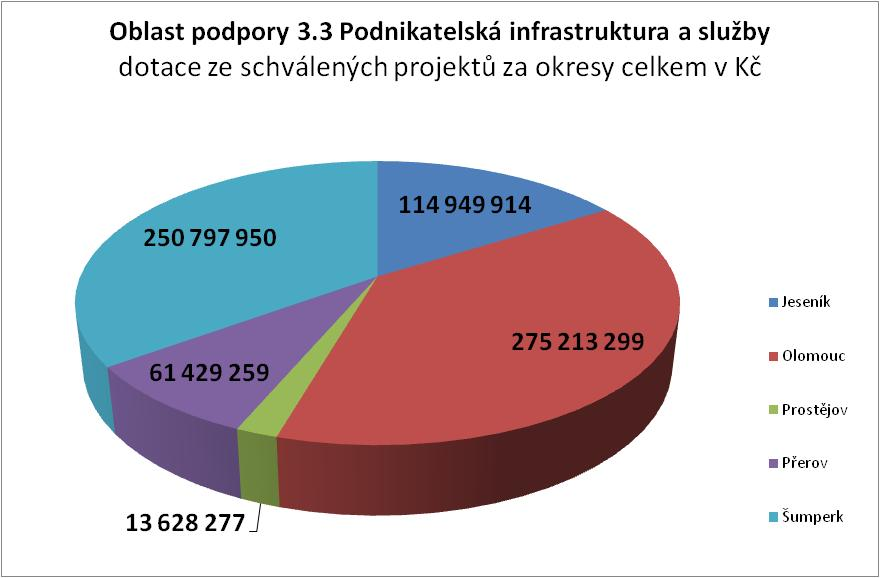 Oblast podpory 3.3 Podnikatelská infrastruktura a služby
dotace ze schválených projektů za okresy celkem v Kč
114 949 914
250 797 950
275 213 299
61 429 259
13 628 277
Jeseník
Olomouc
Prostějov
Přerov
Šumperk